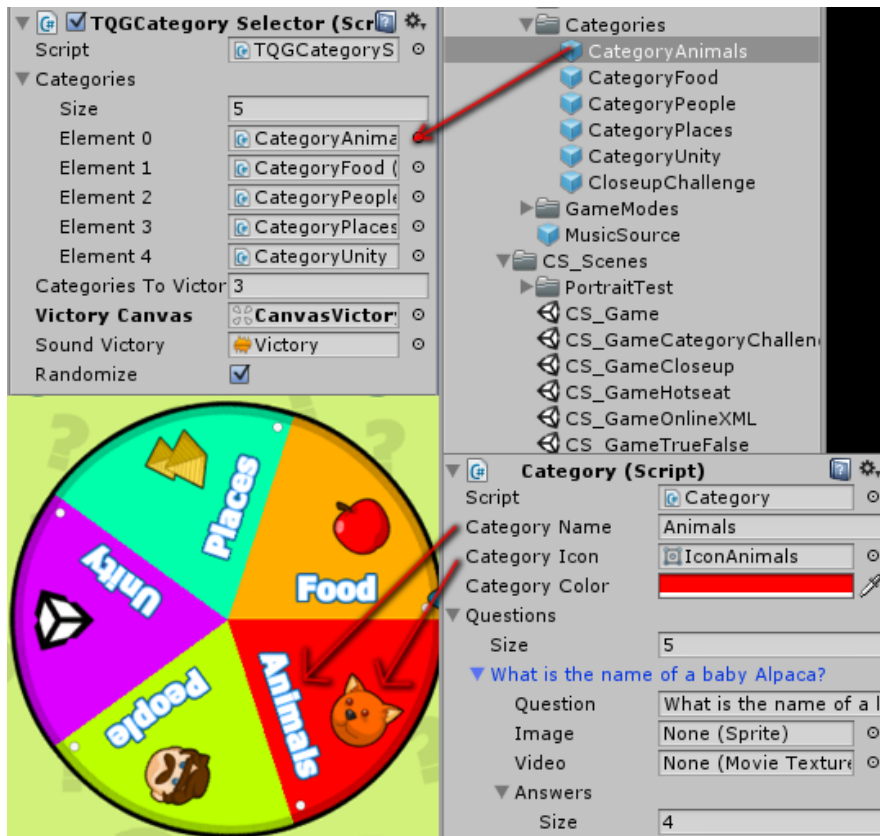 TQGCategory Selector (Scr
Script TQGCategoryS
Categories
Size 5
Element 0 CategoryAnima
Element 1 CategoryFood (
Element 2 CategoryPeople
Element 3 CategoryPlaces
Element 4 CategoryUnity
Categories To Victor 3
Victory Canvas CanvasVictor
Sound Victory Victory
Randomize
Categories
CategoryAnimals
CategoryFood
CategoryPeople
CategoryPlaces
CategoryUnity
CloseupChallenge
GameModes
MusicSource
CS_Scenes
PortraitTest
CS_Game
CS_GameCategoryChallen
CS_GameCloseup
CS_GameHotseat
CS_GameOnlineXML
CS_GameTrueFalse
Places
Food
Unity
Animals
People
Category (Script)
Script Category
Category Name Animals
Category Icon IconAnimals
Category Color
Questions
Size 5
What is the name of a baby Alpaca?
Question What is the name of a
Image None (Sprite)
Video None (Movie Texture
Answers
Size 4